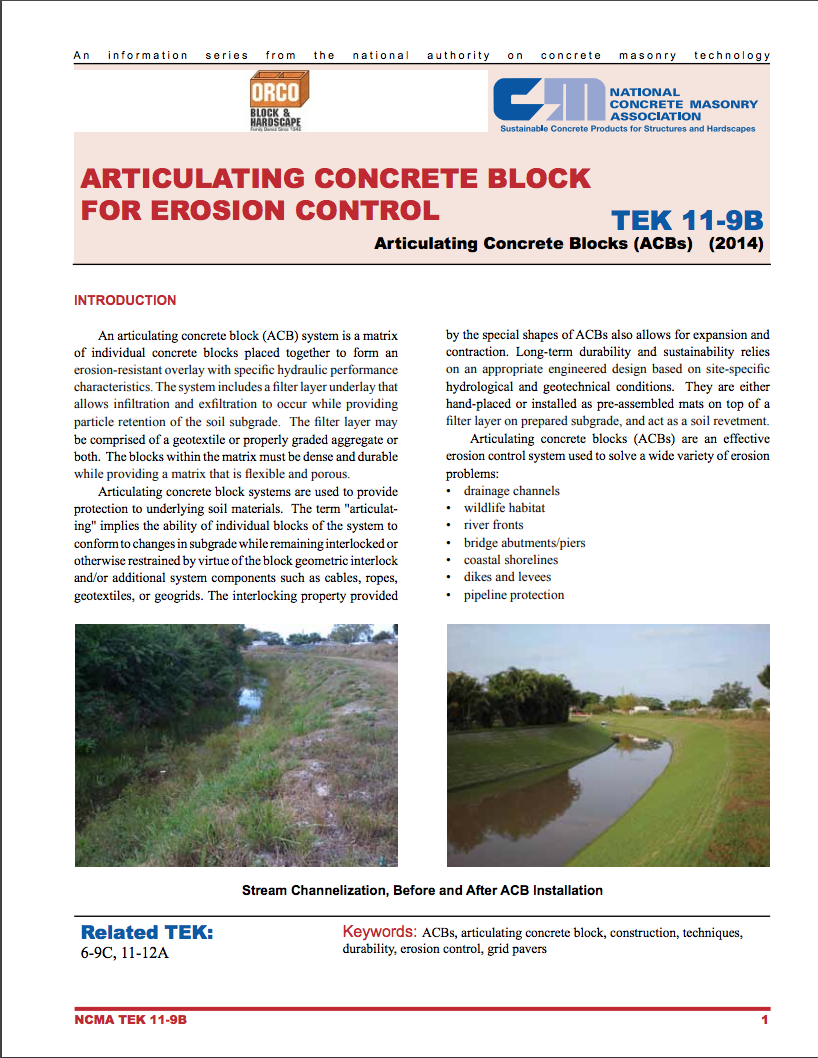 An information series from the national authority on concrete masonry technology
ORCO
BLOCK &
HARDSCAPE
NATIONAL
CONCRETE MASONRY
ASSOCIATION
Sustainable Concrete Products for Structures and Hardscapes
ARTICULATING CONCRETE BLOCK
FOR EROSION CONTROL
TEK 11-9B
Articulating Concrete Blocks (ACBs) (2014)
INTRODUCTION
An articulating concrete block (ACB) system is a matrix
of individual concrete blocks placed together to form an
erosion-resistant overlay with specific hydraulic performance
characteristics. The system includes a filter layer underlay that
allows infiltration and exfiltration to occur while providing
particle retention of the soil subgrade. The filter layer may
be comprised of a geotextile or properly graded aggregate or
both. The blocks within the matrix must be dense and durable
while providing a matrix that is flexible and porous.
Articulating concrete block systems are used to provide
protection to underlying soil materials. The term "articulat-
ing" implies the ability of individual blocks of the system to
conform to changes in subgrade while remaining interlocked or
otherwise restrained by virtue of the block geometric interlock
and/or additional system components such as cables, ropes,
geotextiles, or geogrids. The interlocking property provided
by the special shapes of ACBs also allows for expansion and
contraction. Long-term durability and sustainability relies
on an appropriate engineered design based on site-specific
hydrological and geotechnical conditions. They are either
hand-placed or installed as pre-assembled mats on top of a
filter layer on prepared subgrade, and act as a soil revetment.
Articulating concrete blocks (ACBs) are an effective
erosion control system used to solve a wide variety of erosion
problems:
• drainage channels
• wildlife habitat
• river fronts
• bridge abutments/piers
• coastal shorelines
• dikes and levees
• pipeline protection
Stream Channelization, Before and After ACB Installation
Related TEK:
6-9C, 11-12A
Keywords: ACBs, articulating concrete block, construction, techniques,
durability, erosion control, grid pavers
NCMA TEK 11-9B 1